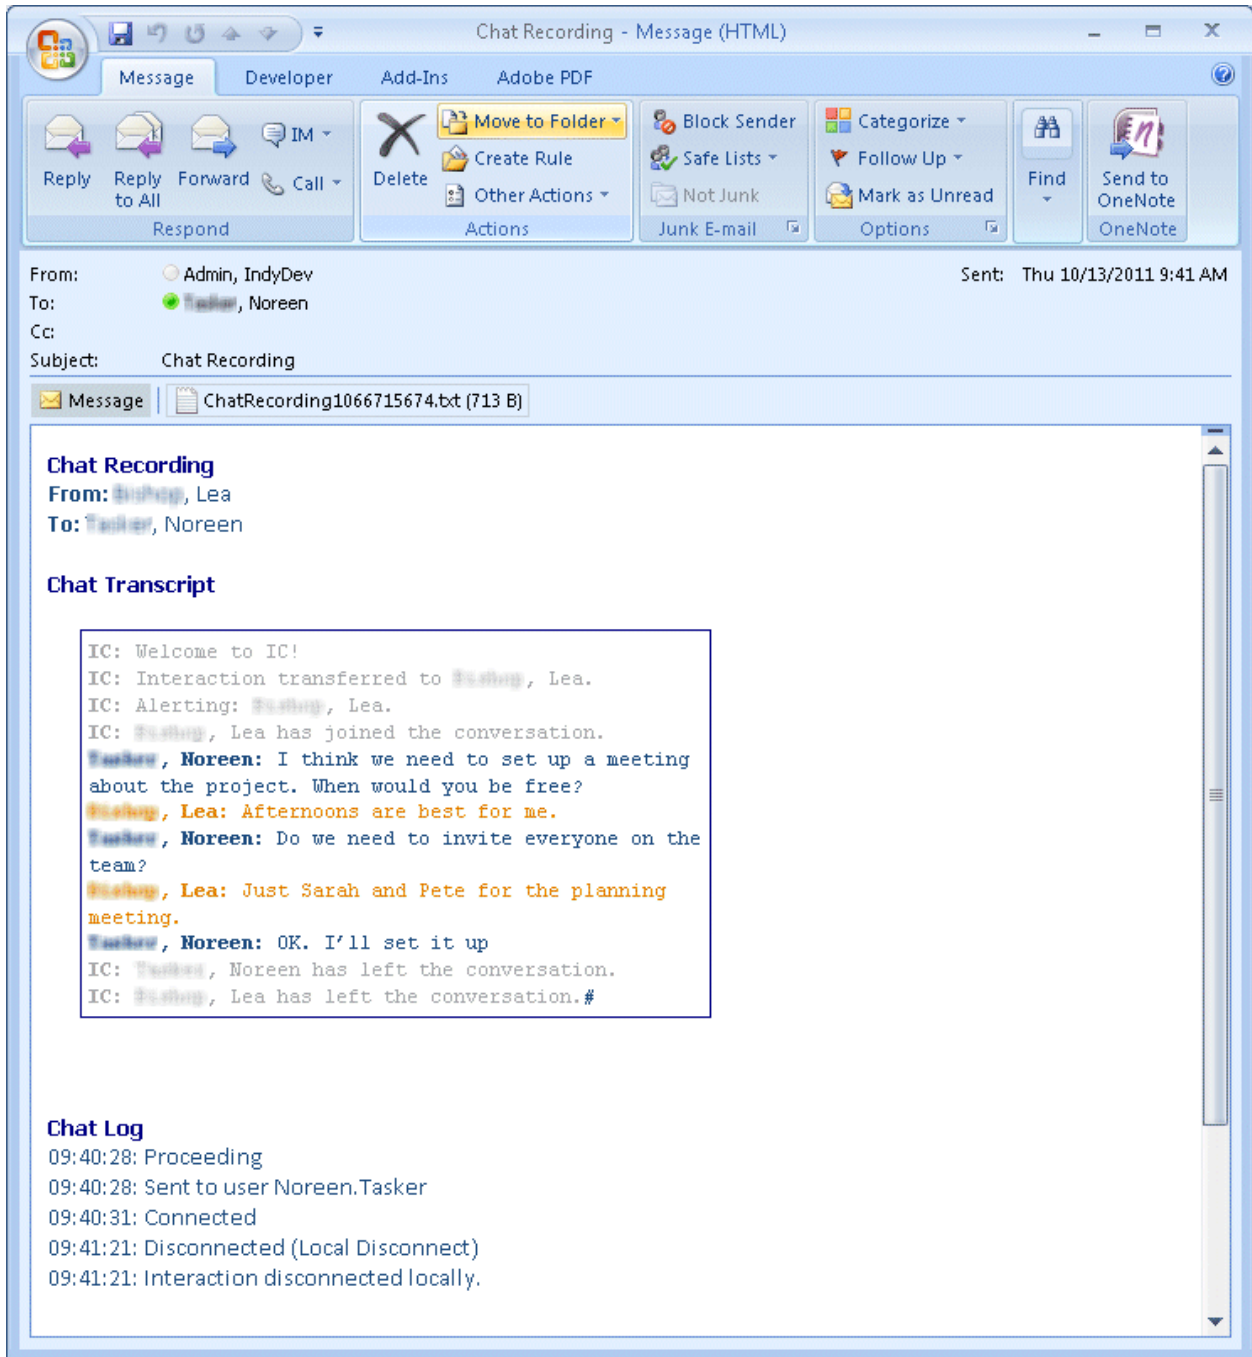 Chat Recording - Message (HTML)
Message Developer Add-Ins Adobe PDF
Reply
Reply to All
Forward
IM
Call
Respond
Delete
Move to Folder
Create Rule
Other Actions
Actions
Block Sender
Safe Lists
Not Junk
Junk E-mail
Categorize
Follow Up
Mark as Unread
Options
Find
Send to OneNote
OneNote
From: Admin, IndyDev
Sent: Thu 10/13/2011 9:41 AM
To: , Noreen
Cc:
Subject: Chat Recording
Message ChatRecording1066715674.txt (713 B)
Chat Recording
From: , Lea
To: , Noreen
Chat Transcript
IC: Welcome to IC!
IC: Interaction transferred to , Lea.
IC: Alerting: , Lea.
IC: , Lea has joined the conversation.
, Noreen: I think we need to set up a meeting
about the project. When would you be free?
, Lea: Afternoons are best for me.
, Noreen: Do we need to invite everyone on the
team?
, Lea: Just Sarah and Pete for the planning
meeting.
, Noreen: OK. I'll set it up
IC: , Noreen has left the conversation.
IC: , Lea has left the conversation.#
Chat Log
09:40:28: Proceeding
09:40:28: Sent to user Noreen.Tasker
09:40:31: Connected
09:41:21: Disconnected (Local Disconnect)
09:41:21: Interaction disconnected locally.